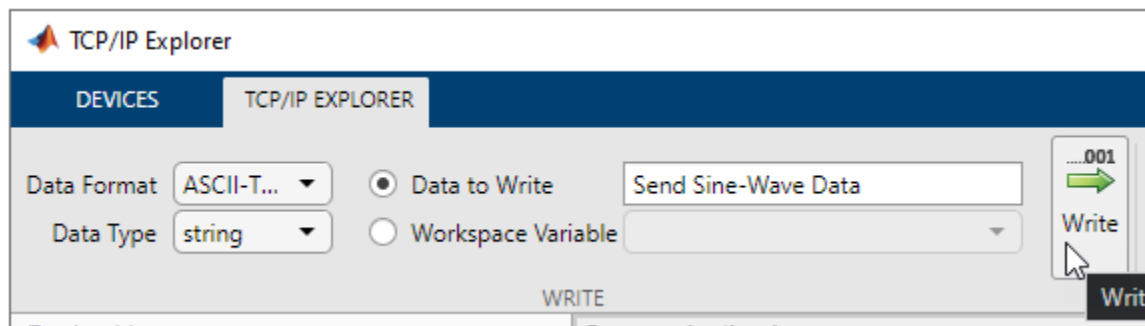 TCP/IP Explorer
DEVICES TCP/IP EXPLORER
.....001
Data Format ASCII-T... Data to Write Send Sine-Wave Data
Data Type string Workspace Variable Write
WRITE
Writ